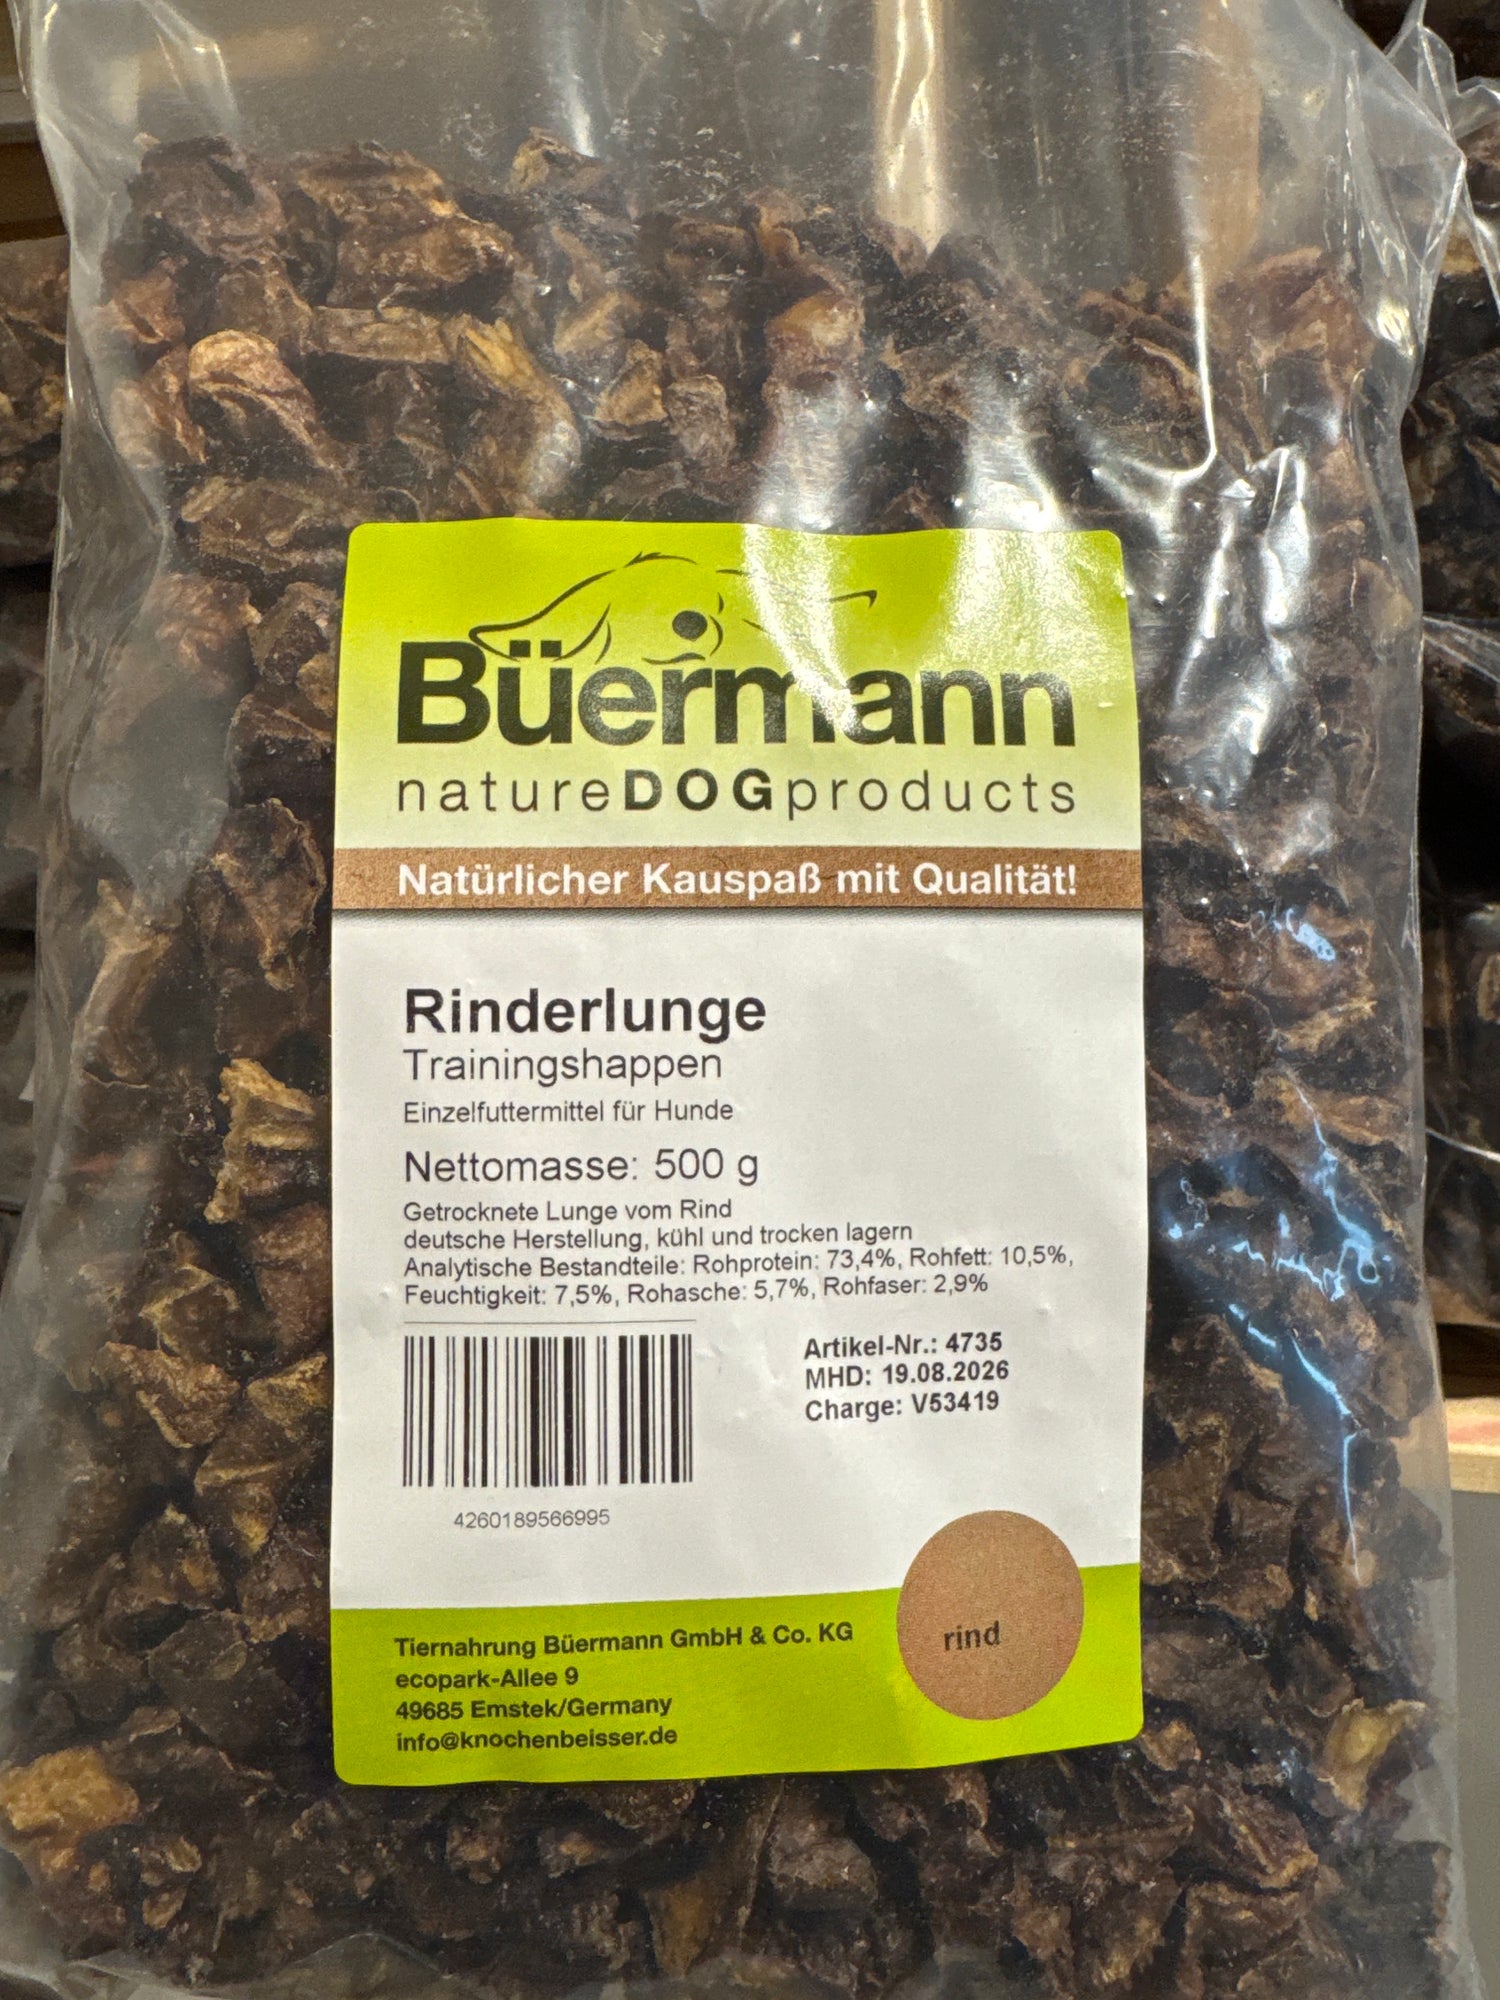 Büermann
natureDOGproducts
Natürlicher Kauspaß mit Qualität!
Rinderlunge
Trainingshappen
Einzelfuttermittel für Hunde
Nettomasse: 500 g
Getrocknete Lunge vom Rind
deutsche Herstellung, kühl und trocken lagern
Analytische Bestandteile: Rohprotein: 73,4%, Rohfett: 10,5%,
Feuchtigkeit: 7,5%, Rohasche: 5,7%, Rohfaser: 2,9%
Artikel-Nr.: 4735
MHD: 19.08.2026
Charge: V53419
4260189566995
Tiernahrung Büermann GmbH & Co. KG
ecopark-Allee 9
49685 Emstek/Germany
info@knochenbeisser.de
rind